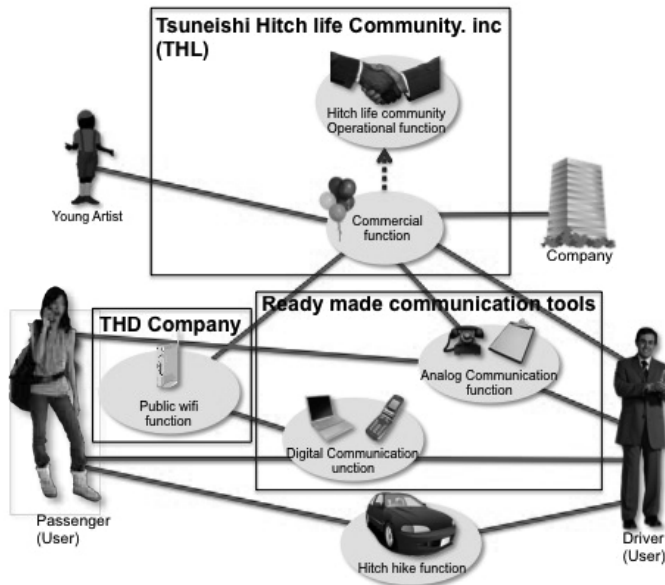 Tsuneishi Hitch life Community. inc
(THL)
Hitch life community
Operational function
Young Artist
Commercial
function
Company
THD Company
Ready made communication tools
Public wifi
function
Analog Communication
function
Digital Communication
unction
Passenger
(User)
Hitch hike function
Driver
(User)